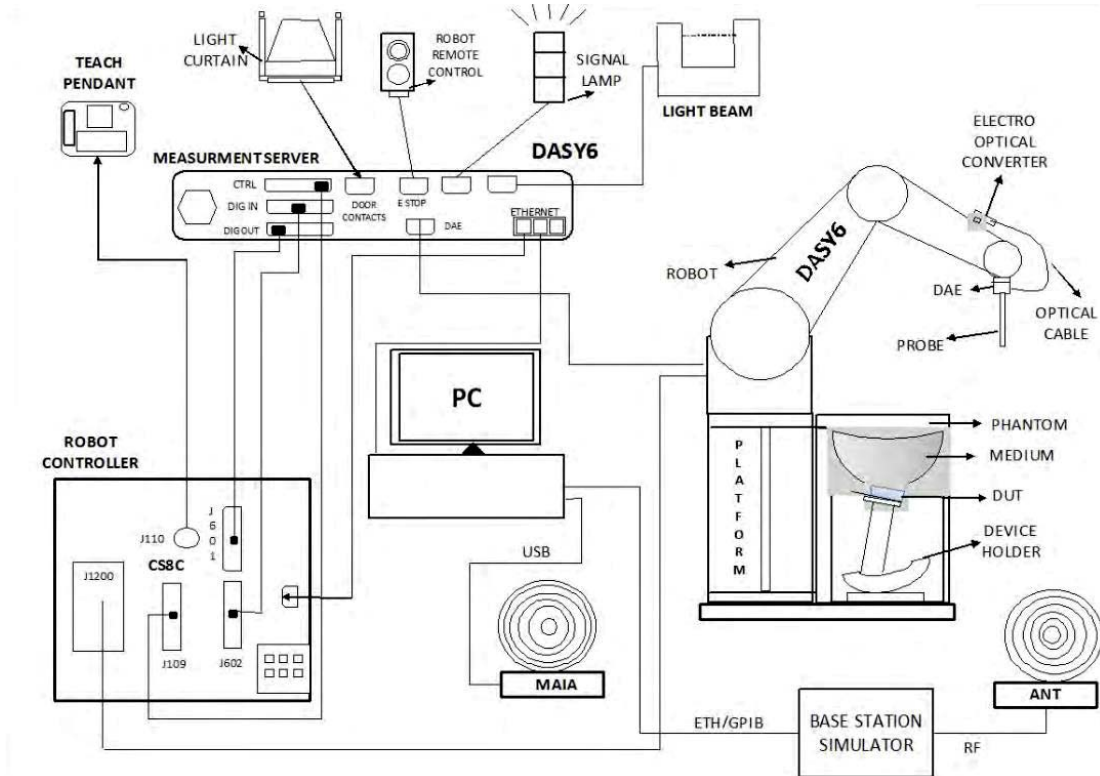 LIGHT
CURTAIN
ROBOT
REMOTE
CONTROL
SIGNAL
LAMP
LIGHT BEAM
TEACH
PENDANT
ELECTRO
OPTICAL
CONVERTER
MEASURMENT SERVER
DASY6
CTRL
DIG IN
DIG OUT
DOOR
CONTACTS
E STOP
DAE
ETHERNET
ROBOT
DASY6
DAE
OPTICAL
CABLE
PROBE
PC
ROBOT
CONTROLLER
PLATFORM
PHANTOM
MEDIUM
DUT
DEVICE
HOLDER
J110
J601
CS8C
J1200
J109
J602
USB
MAIA
ETH/GPIB
BASE STATION
SIMULATOR
RF
ANT